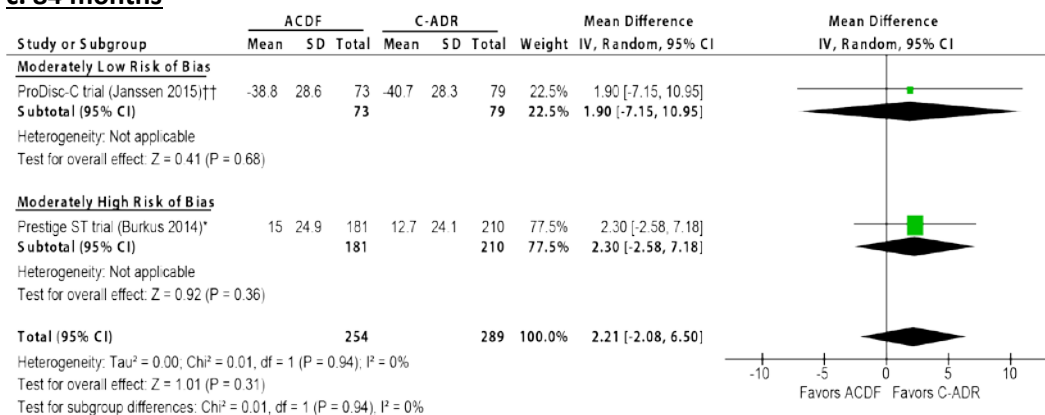 c. 84 months
ACDF C-ADR Mean Difference Mean Difference
Study or Subgroup Mean SD Total Mean SD Total Weight IV, Random, 95% CI IV, Random, 95% CI
Moderately Low Risk of Bias
ProDisc-C trial (Janssen 2015)†† -38.8 28.6 73 -40.7 28.3 79 22.5% 1.90 [-7.15, 10.95]
Subtotal (95% CI) 73 79 22.5% 1.90 [-7.15, 10.95]
Heterogeneity: Not applicable
Test for overall effect: Z = 0.41 (P = 0.68)
Moderately High Risk of Bias
Prestige ST trial (Burkus 2014)* 15 24.9 181 12.7 24.1 210 77.5% 2.30 [-2.58, 7.18]
Subtotal (95% CI) 181 210 77.5% 2.30 [-2.58, 7.18]
Heterogeneity: Not applicable
Test for overall effect: Z = 0.92 (P = 0.36)
Total (95% CI) 254 289 100.0% 2.21 [-2.08, 6.50]
Heterogeneity: Tau² = 0.00; Chi² = 0.01, df = 1 (P = 0.94); I² = 0%
Test for overall effect: Z = 1.01 (P = 0.31)
Test for subgroup differences: Chi² = 0.01, df = 1 (P = 0.94), I² = 0%
-10 -5 0 5 10
Favors ACDF Favors C-ADR